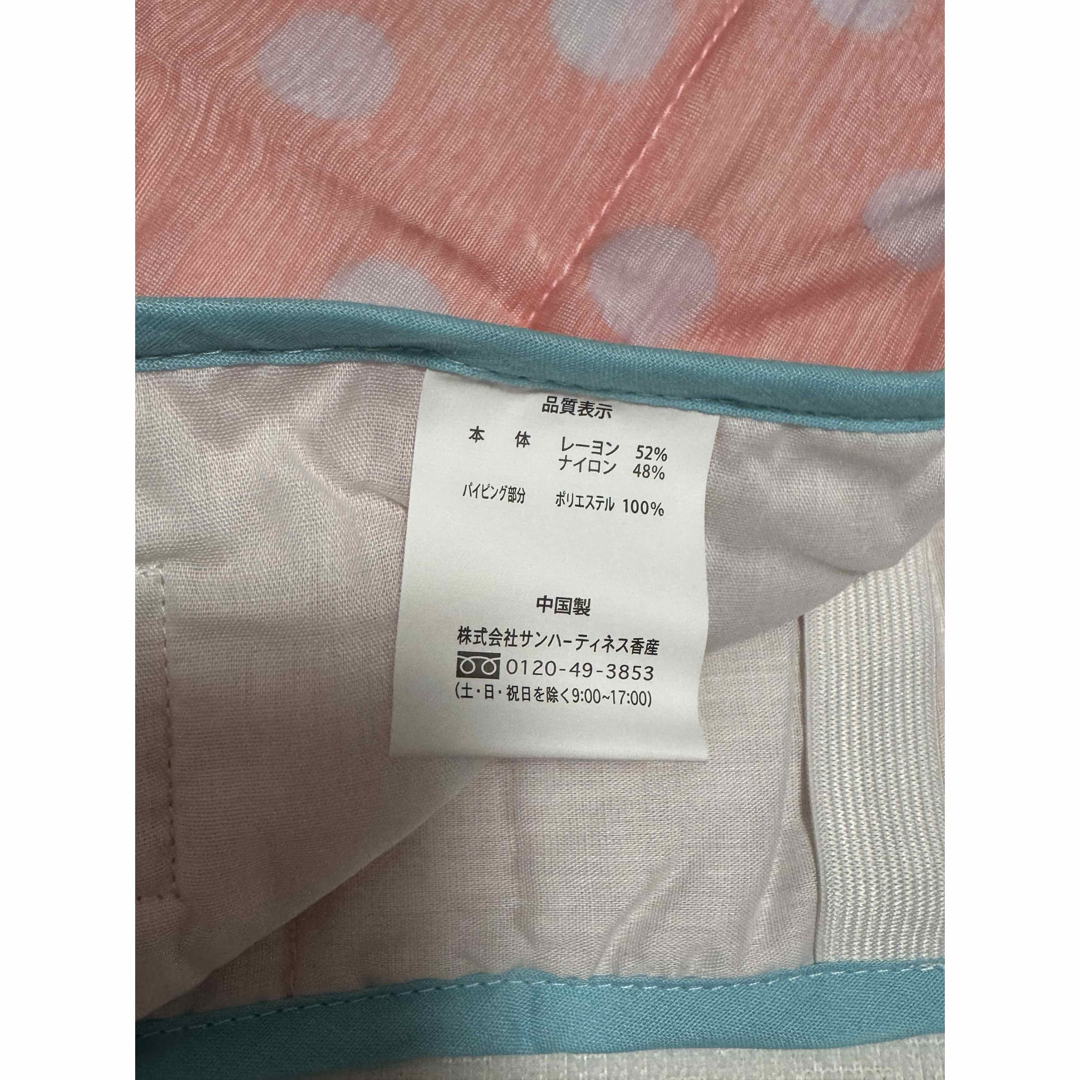 品質表示
本 体 レーヨン 52%
ナイロン 48%
パイピング部分 ポリエステル 100%
中国製
株式会社サンハーティネス香産
0120-49-3853
(土・日・祝日を除く9:00~17:00)